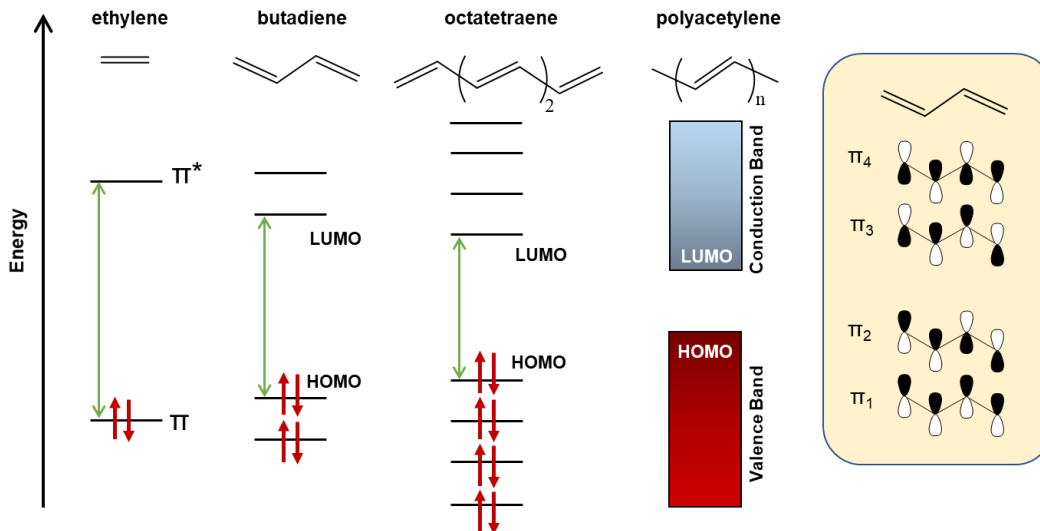 ethylene
butadiene
octatetraene
polyacetylene
2
n
Energy
π*
π
LUMO
HOMO
LUMO
HOMO
LUMO
Conduction Band
HOMO
Valence Band
π4
π3
π2
π1